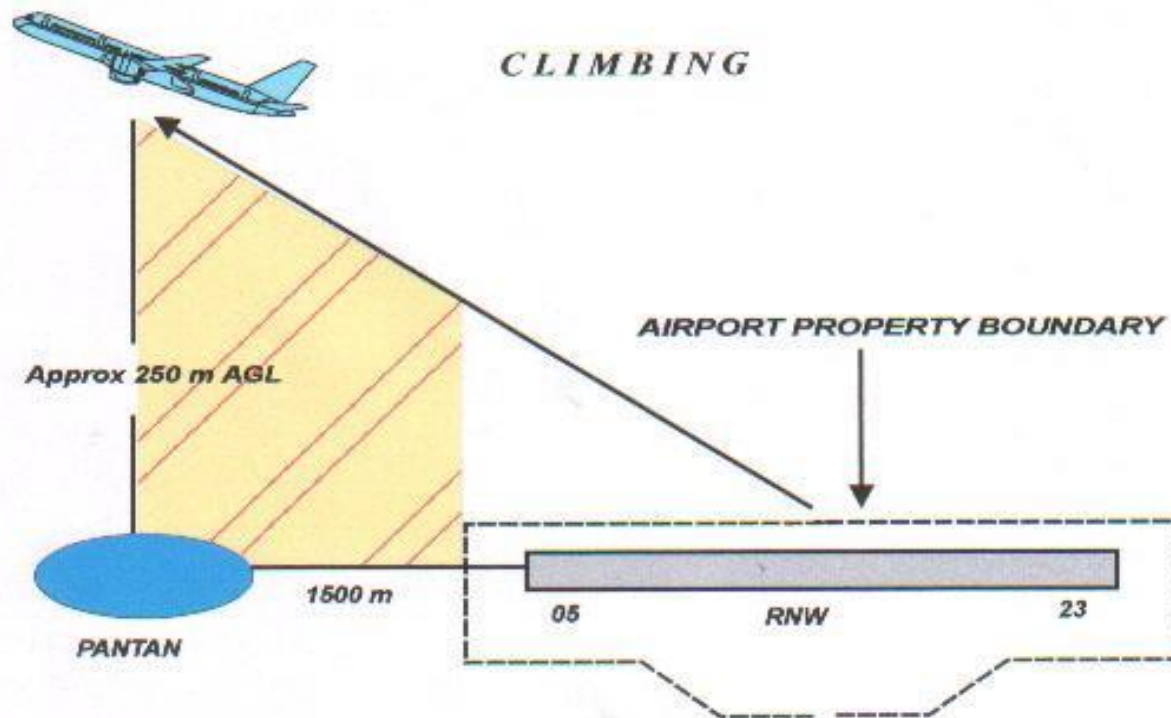 CLIMBING
AIRPORT PROPERTY BOUNDARY
Approx 250 m AGL
1500 m
05
RNW
23
PANTAN